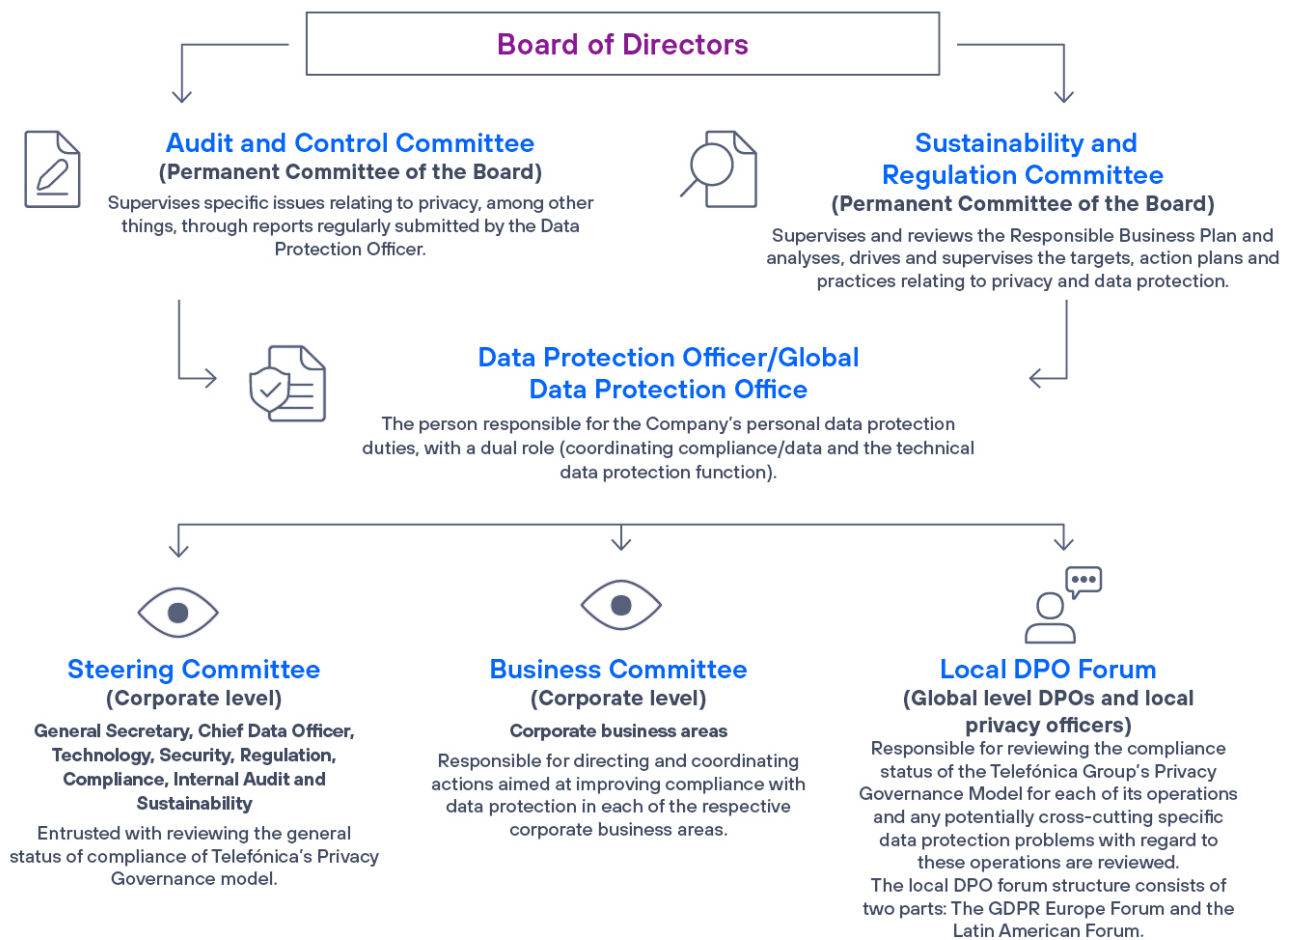 Board of Directors
Audit and Control Committee
(Permanent Committee of the Board)
Supervises specific issues relating to privacy, among other
things, through reports regularly submitted by the Data
Protection Officer.
Sustainability and
Regulation Committee
(Permanent Committee of the Board)
Supervises and reviews the Responsible Business Plan and
analyses, drives and supervises the targets, action plans and
practices relating to privacy and data protection.
Data Protection Officer/Global
Data Protection Office
The person responsible for the Company's personal data protection
duties, with a dual role (coordinating compliance/data and the technical
data protection function).
Steering Committee
(Corporate level)
General Secretary, Chief Data Officer,
Technology, Security, Regulation,
Compliance, Internal Audit and
Sustainability
Entrusted with reviewing the general
status of compliance of Telefónica's Privacy
Governance model.
Business Committee
(Corporate level)
Corporate business areas
Responsible for directing and coordinating
actions aimed at improving compliance with
data protection in each of the respective
corporate business areas.
Local DPO Forum
(Global level DPOs and local
privacy officers)
Responsible for reviewing the compliance
status of the Telefónica Group's Privacy
Governance Model for each of its operations
and any potentially cross-cutting specific
data protection problems with regard to
these operations are reviewed.
The local DPO forum structure consists of
two parts: The GDPR Europe Forum and the
Latin American Forum.